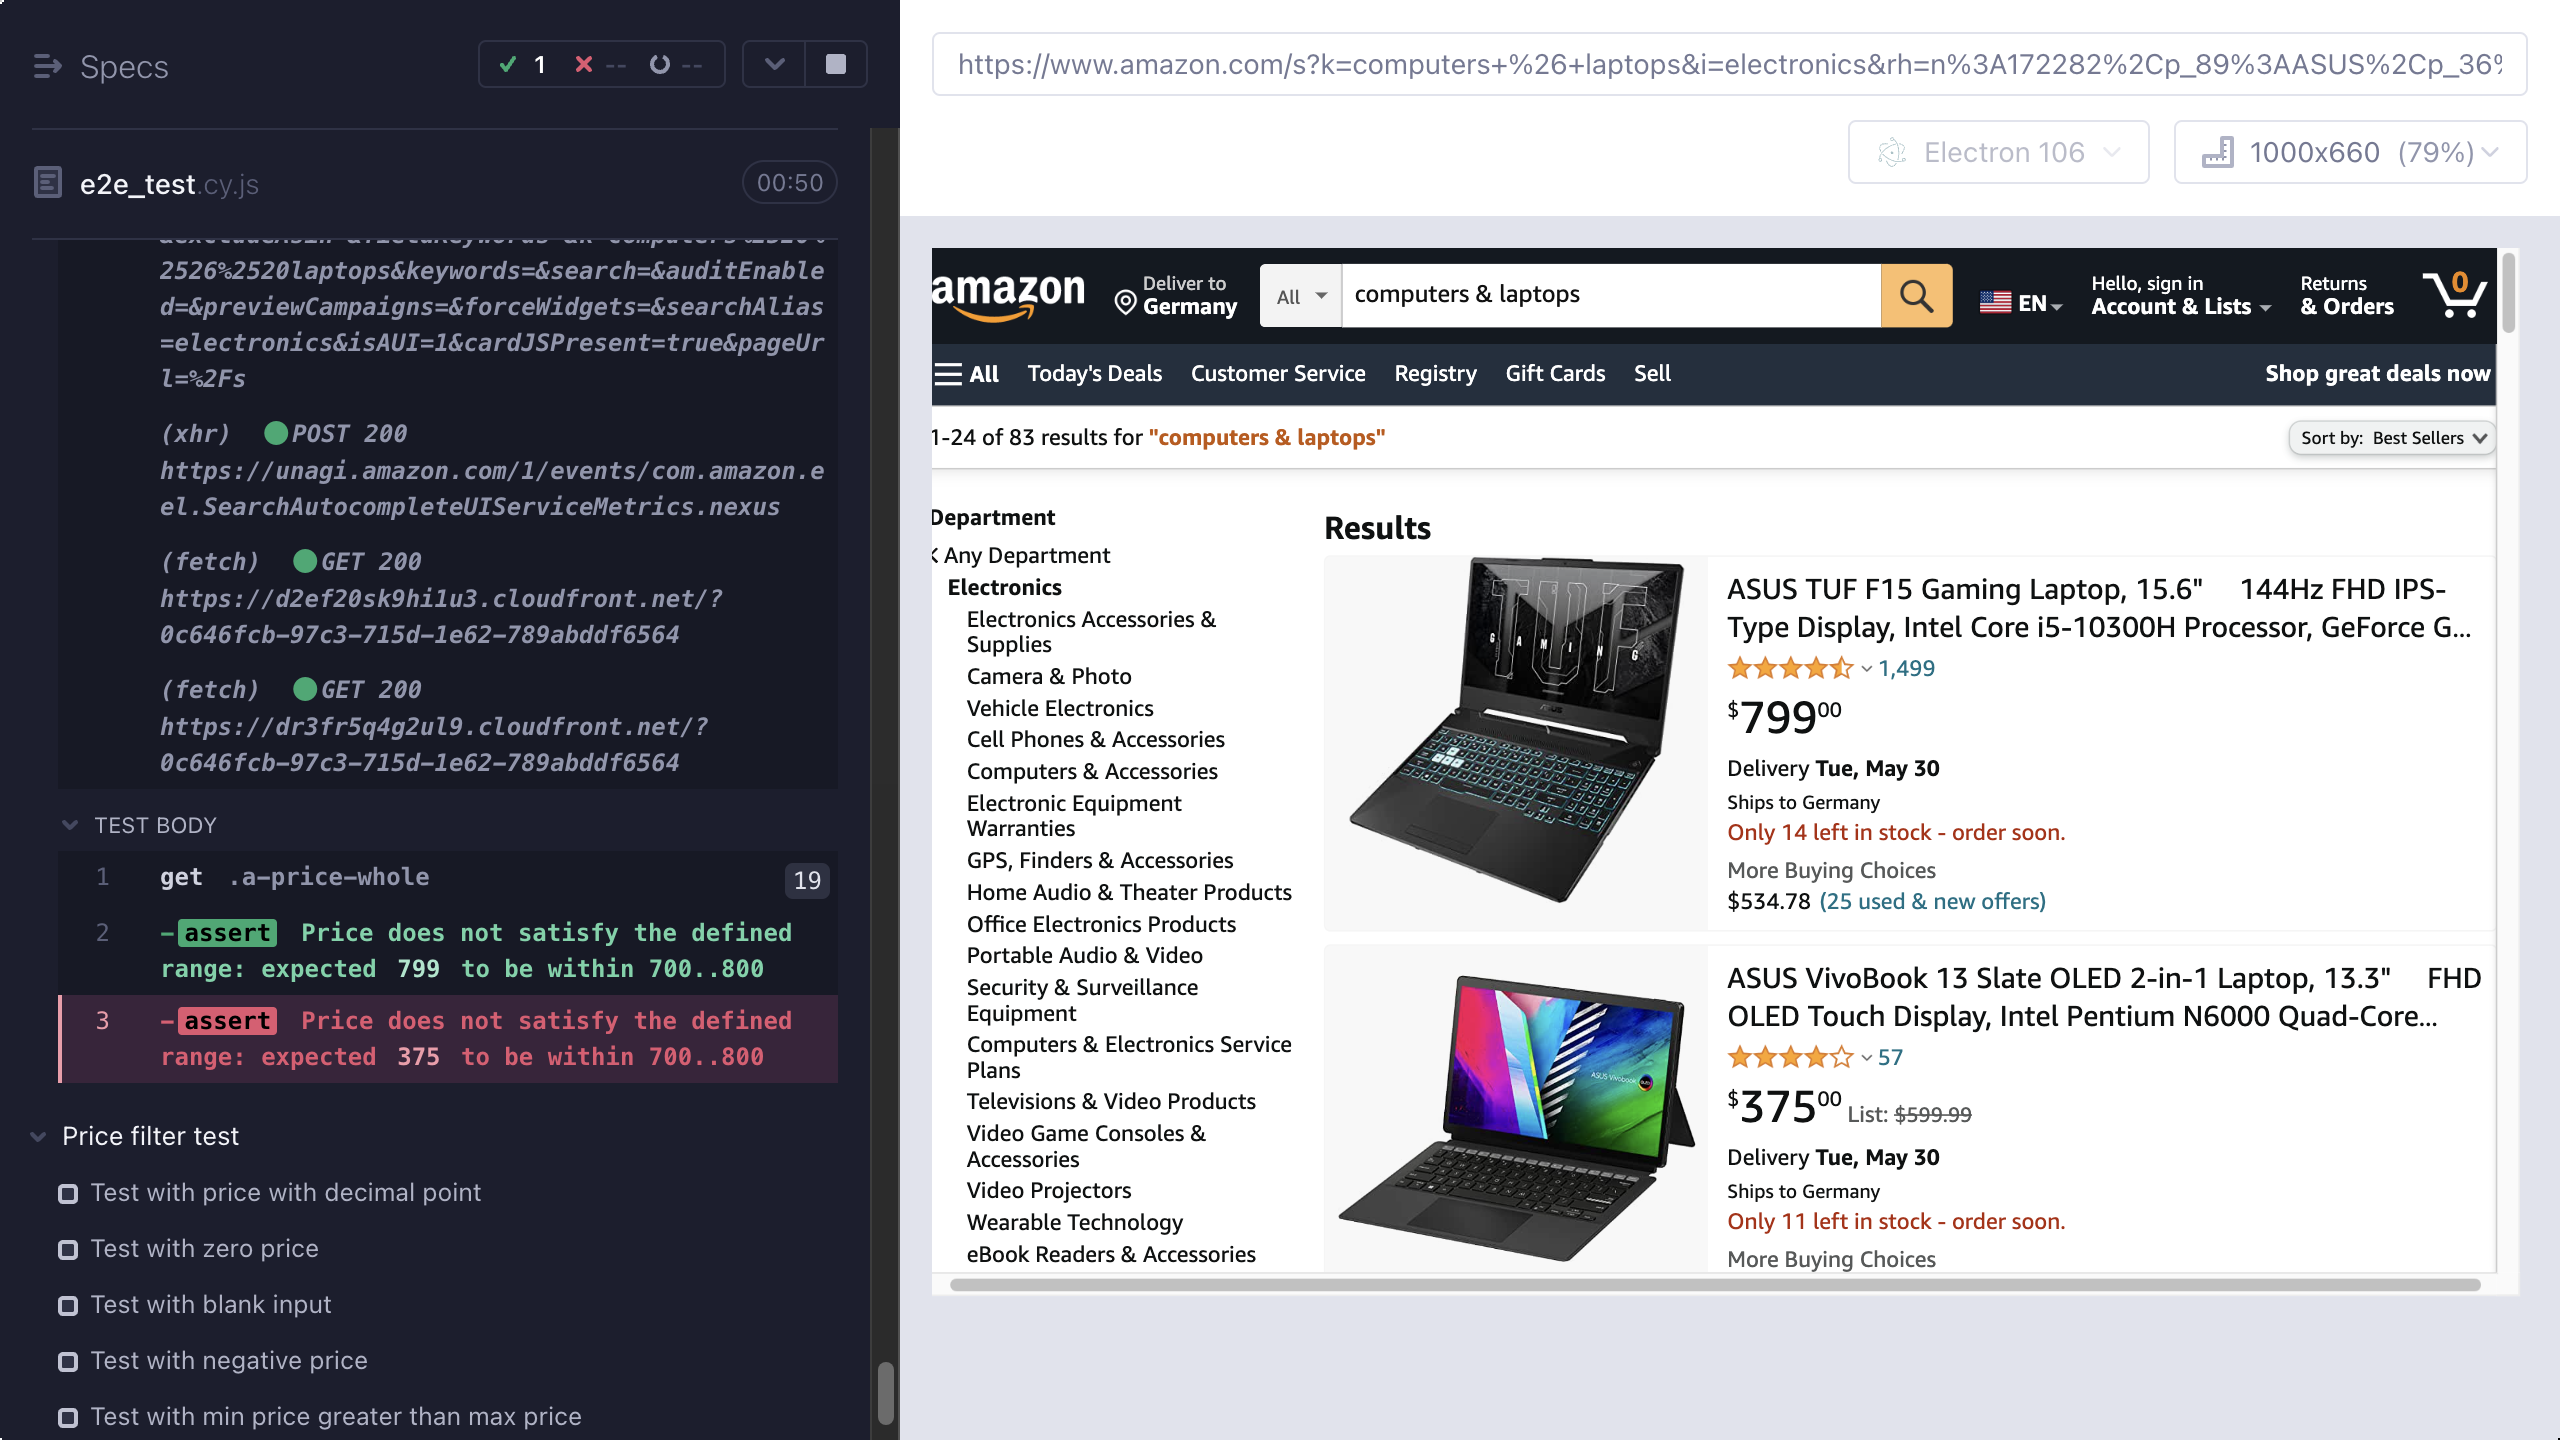 Specs
1
--
--
e2e_test.cy.js
00:50
2526%2520laptops&keywords=&search=&auditEnable
d=&previewCampaigns=&forceWidgets=&searchAlias
=electronics&isAUI=1&cardJSPresent=true&pageUr
l=%2Fs
(xhr) POST 200
https://unagi.amazon.com/1/events/com.amazon.e
el.SearchAutocompleteUIServiceMetrics.nexus
(fetch) GET 200
https://d2ef20sk9hi1u3.cloudfront.net/?
0c646fcb-97c3-715d-1e62-789abddf6564
(fetch) GET 200
https://dr3fr5q4g2ul9.cloudfront.net/?
0c646fcb-97c3-715d-1e62-789abddf6564
TEST BODY
1 get .a-price-whole 19
2 -assert Price does not satisfy the defined
range: expected 799 to be within 700..800
3 -assert Price does not satisfy the defined
range: expected 375 to be within 700..800
Price filter test
Test with price with decimal point
Test with zero price
Test with blank input
Test with negative price
Test with min price greater than max price
https://www.amazon.com/s?k=computers+%26+laptops&i=electronics&rh=n%3A172282%2Cp_89%3AASUS%2Cp_36%
Electron 106
1000x660 (79%)
amazon
Deliver to
Germany
All
computers & laptops
EN
Hello, sign in
Account & Lists
Returns
& Orders
0
All
Today's Deals
Customer Service
Registry
Gift Cards
Sell
Shop great deals now
1-24 of 83 results for "computers & laptops"
Sort by: Best Sellers
Department
Any Department
Electronics
Electronics Accessories &
Supplies
Camera & Photo
Vehicle Electronics
Cell Phones & Accessories
Computers & Accessories
Electronic Equipment
Warranties
GPS, Finders & Accessories
Home Audio & Theater Products
Office Electronics Products
Portable Audio & Video
Security & Surveillance
Equipment
Computers & Electronics Service
Plans
Televisions & Video Products
Video Game Consoles &
Accessories
Video Projectors
Wearable Technology
eBook Readers & Accessories
Results
TUF
GAMING
ASUS TUF F15 Gaming Laptop, 15.6" 144Hz FHD IPS-
Type Display, Intel Core i5-10300H Processor, GeForce G...
1,499
$79900
Delivery Tue, May 30
Ships to Germany
Only 14 left in stock - order soon.
More Buying Choices
$534.78 (25 used & new offers)
ASUS Vivobook
ASUS VivoBook 13 Slate OLED 2-in-1 Laptop, 13.3" FHD
OLED Touch Display, Intel Pentium N6000 Quad-Core...
57
$37500 List: $599.99
Delivery Tue, May 30
Ships to Germany
Only 11 left in stock - order soon.
More Buying Choices